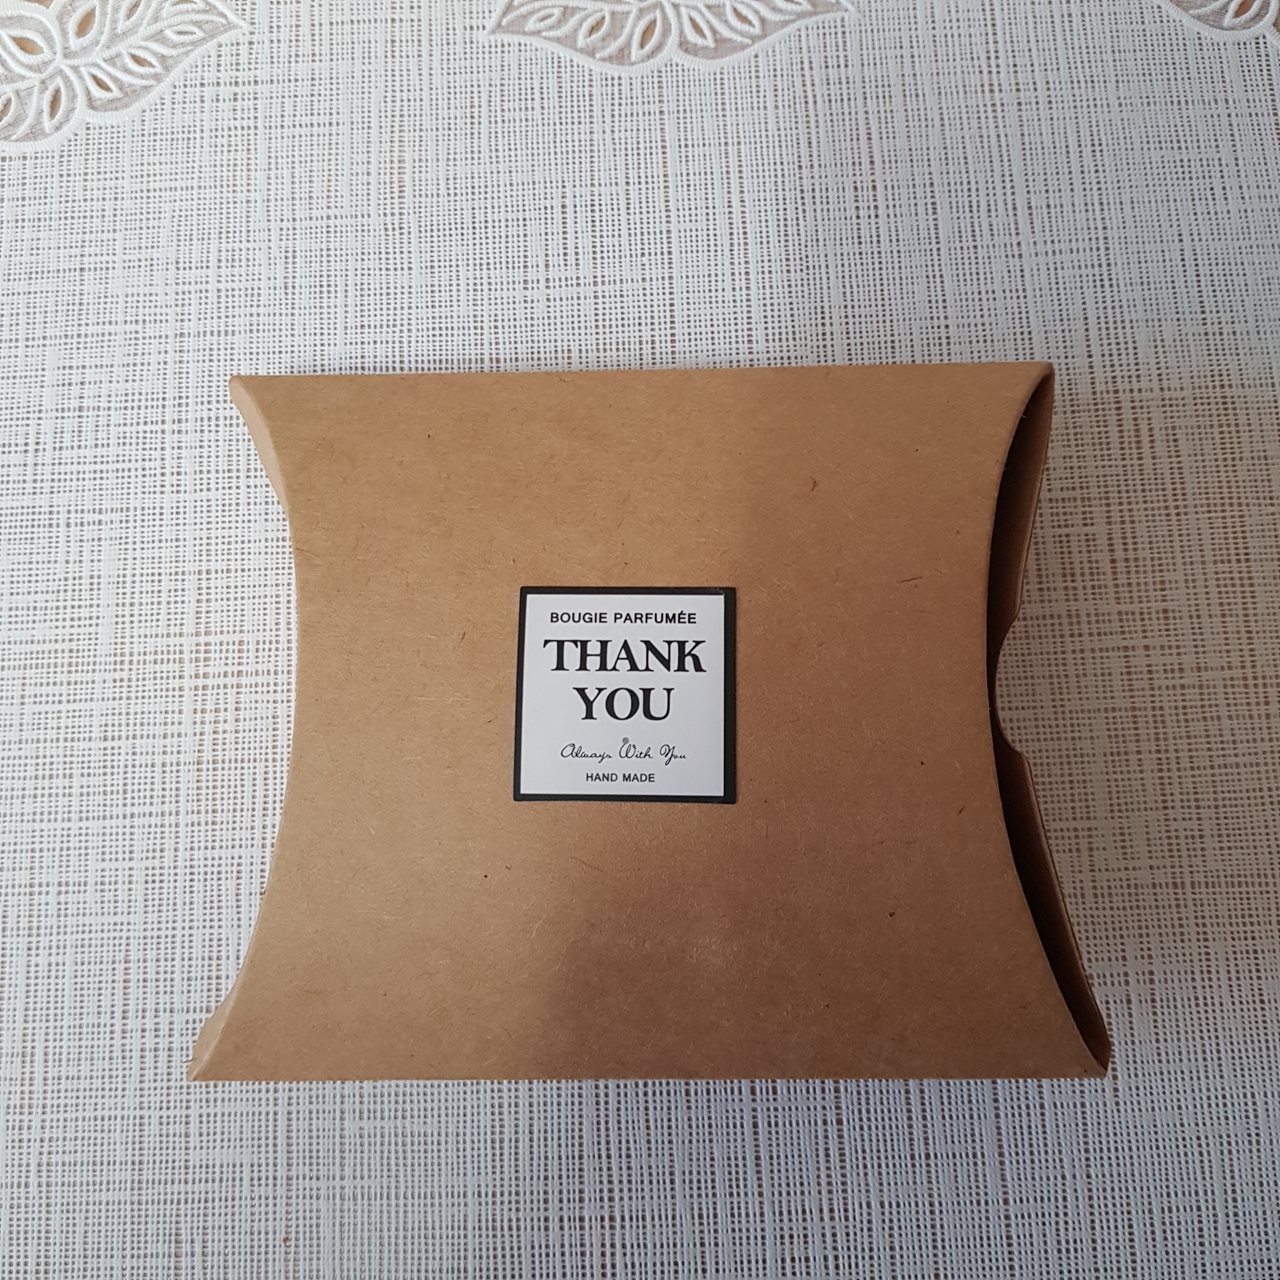 BOUGIE PARFUMÉE
THANK
YOU
Always With You
HAND MADE